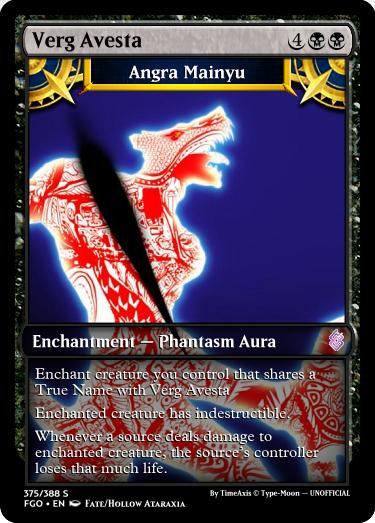 Verg Avesta 4
Angra Mainyu
Enchantment — Phantasm Aura
Enchant creature you control that shares a
True Name with Verg Avesta
Enchanted creature has indestructible.
Whenever a source deals damage to
enchanted creature, the source's controller
loses that much life.
375/388 S
FGO • EN Fate/Hollow Ataraxia
By TimeAxis © Type-Moon — UNOFFICIAL